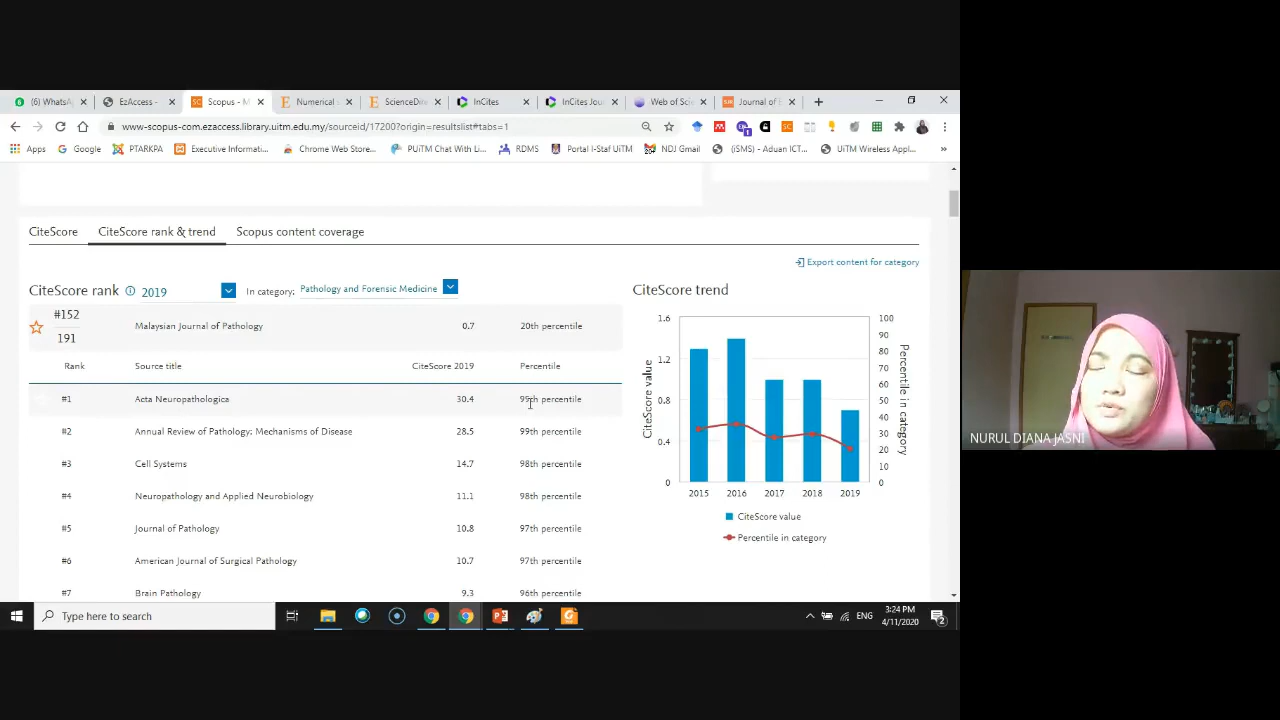 (6) WhatsA
EzAccess -
Scopus - M
Numerical
ScienceDire
InCites
InCites Jou
Web of Sci
Journal of E
www-scopus-com.ezaccess.library.uitm.edu.my/sourceid/17200?origin=resultslist#tabs=1
Apps
Google
PTARKPA
Executive Informati...
Chrome Web Store...
PUiTM Chat With Li...
RDMS
Portal I-Staf UiTM
NDJ Gmail
(iSMS) - Aduan ICT...
UiTM Wireless Appl...
CiteScore
CiteScore rank & trend
Scopus content coverage
Export content for category
CiteScore rank 2019 In category: Pathology and Forensic Medicine
CiteScore trend
#152
191
Malaysian Journal of Pathology 0.7 20th percentile
Rank Source title CiteScore 2019 Percentile
#1 Acta Neuropathologica 30.4 percentile
#2 Annual Review of Pathology: Mechanisms of Disease 28.5 99th percentile
#3 Cell Systems 14.7 98th percentile
#4 Neuropathology and Applied Neurobiology 11.1 98th percentile
#5 Journal of Pathology 10.8 97th percentile
#6 American Journal of Surgical Pathology 10.7 97th percentile
#7 Brain Pathology 9.3 96th percentile
CiteScore value
1.6
1.2
0.8
0.4
0
100
90
80
70
60
50
40
30
20
10
0
Percentile in category
2015 2016 2017 2018 2019
CiteScore value
Percentile in category
NURUL DIANA JASNI
Type here to search
ENG
3:24 PM
4/11/2020
2